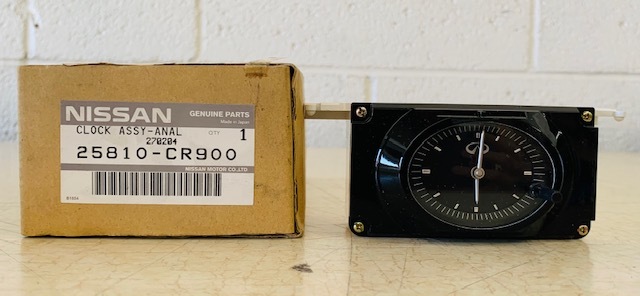 NISSAN GENUINE PARTS
Made in Japan
CLOCK ASSY-ANAL QTY 1
270204
25810-CR900
NISSAN MOTOR CO.,LTD